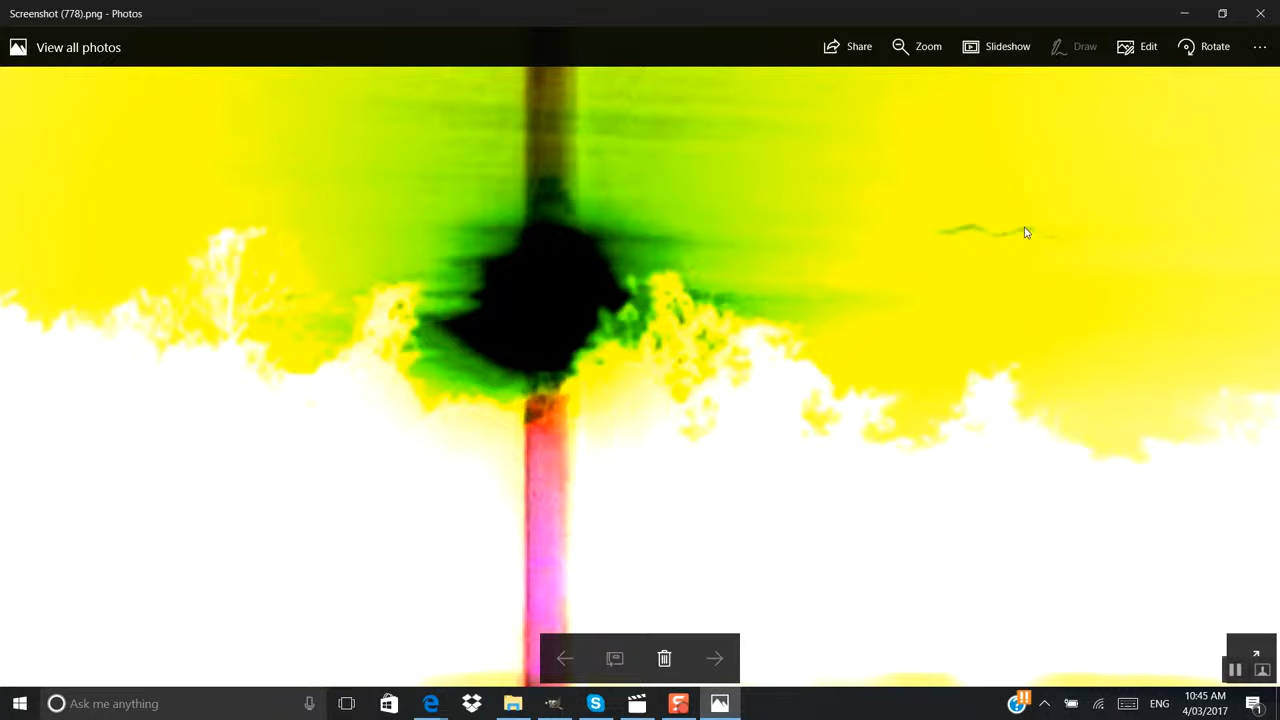 Screenshot (778).png - Photos
View all photos
Share
Zoom
Slideshow
Draw
Edit
Rotate
Ask me anything
ENG
10:45 AM
4/03/2017
1